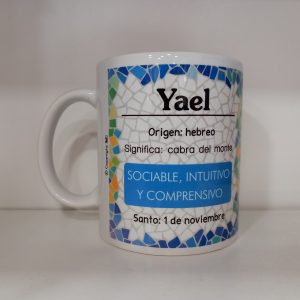 Yael
Origen: hebreo
Significa: cabra del monte
SOCIABLE, INTUITIVO
Y COMPRENSIVO
Santo: 1 de noviembre